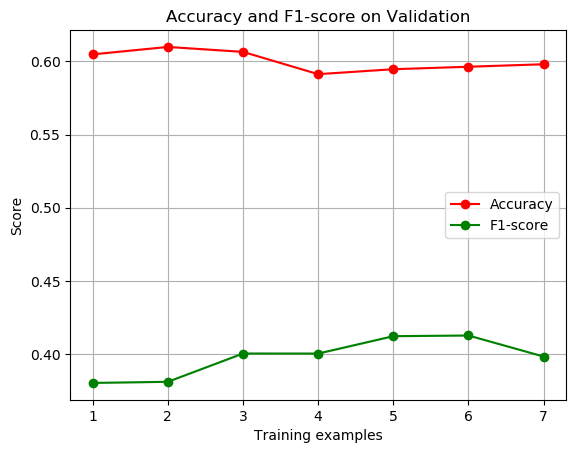 Accuracy and F1-score on Validation
0.60
0.55
0.50
0.45
0.40
Score
Accuracy
F1-score
1 2 3 4 5 6 7
Training examples